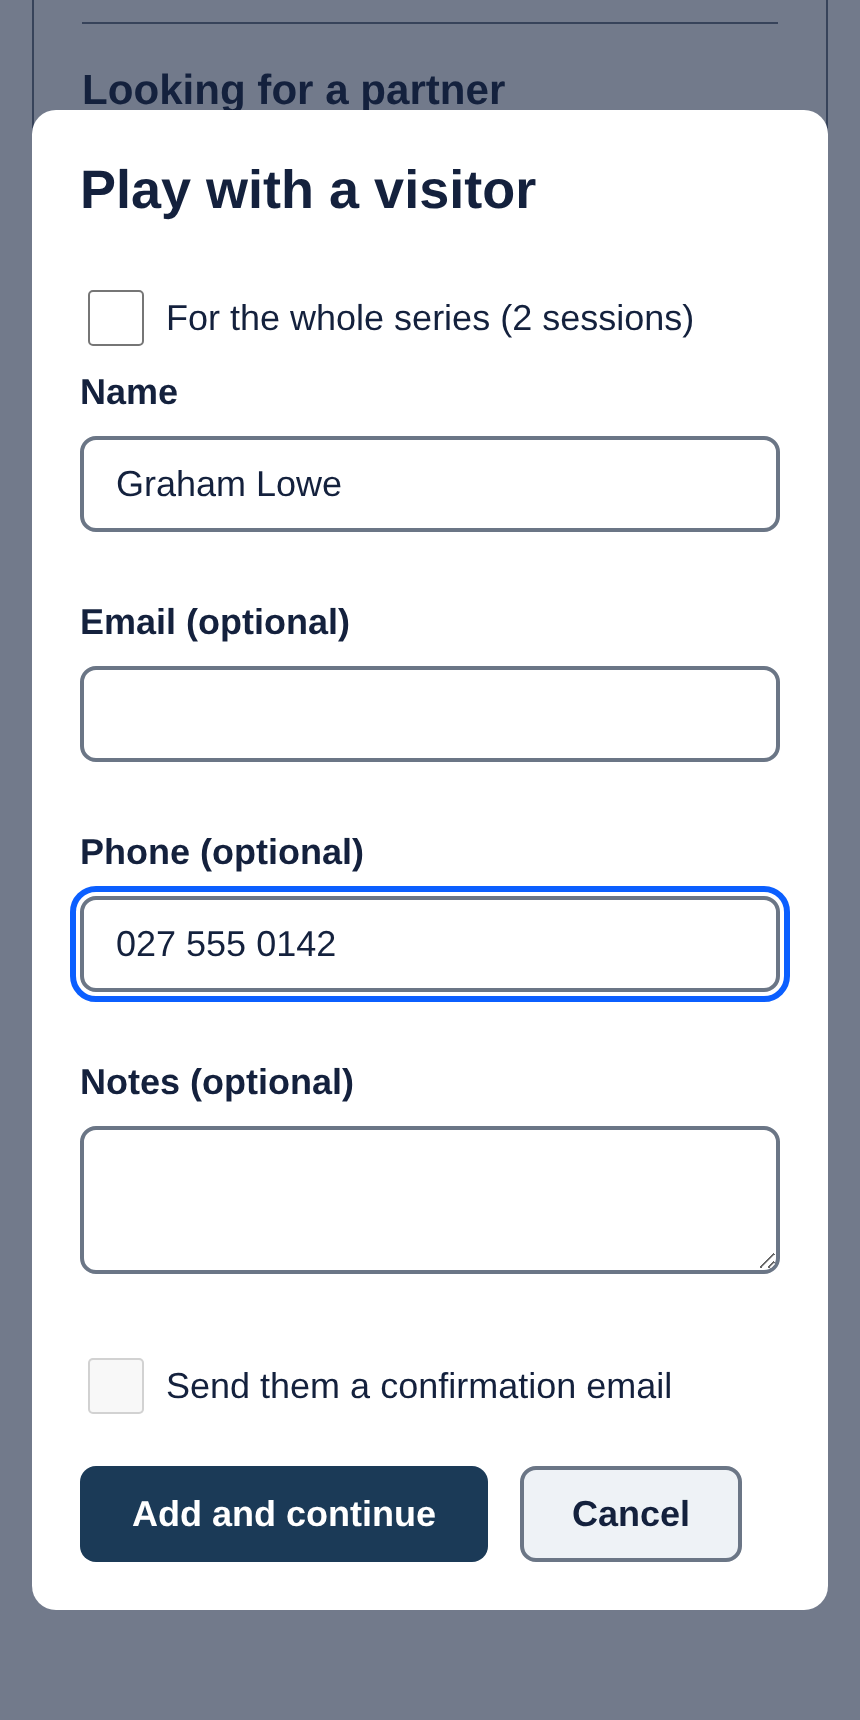 Looking for a partner
Play with a visitor
For the whole series (2 sessions)
Name
Graham Lowe
Email (optional)
Phone (optional)
027 555 0142
Notes (optional)
Send them a confirmation email
Add and continue
Cancel